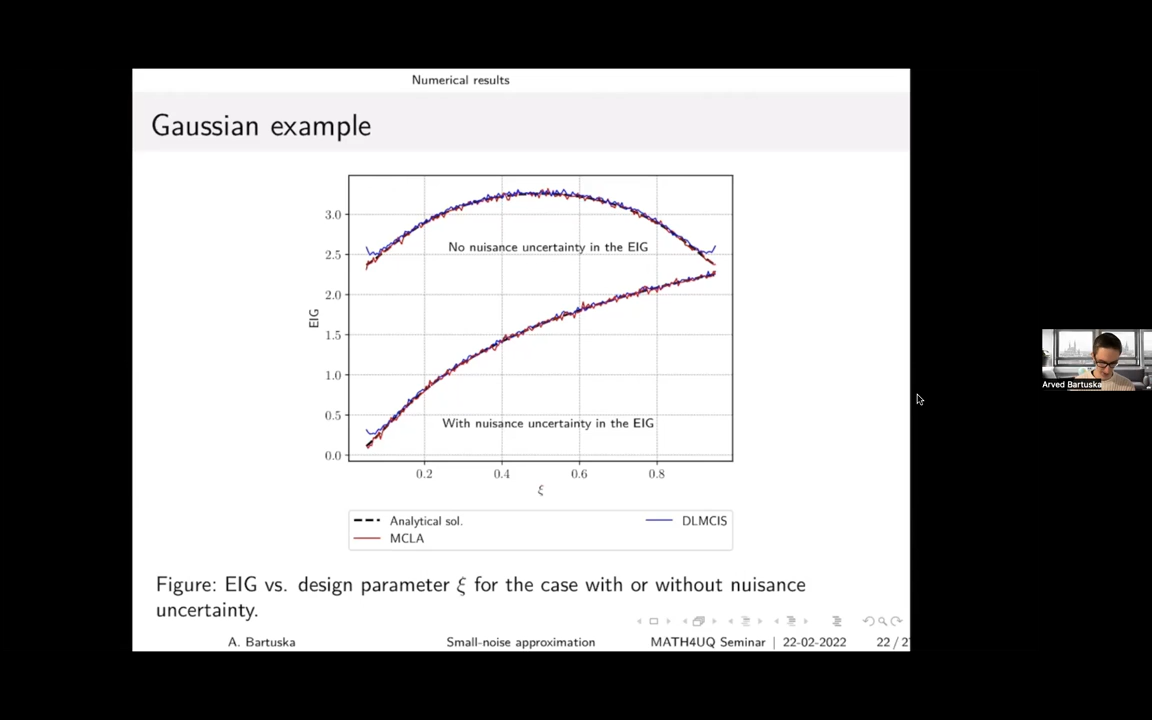 Numerical results
Gaussian example
3.0
2.5
2.0
1.5
1.0
0.5
0.0
EIG
No nuisance uncertainty in the EIG
With nuisance uncertainty in the EIG
0.2 0.4 0.6 0.8
ξ
Analytical sol.
MCLA
DLMCIS
Figure: EIG vs. design parameter ξ for the case with or without nuisance
uncertainty.
A. Bartuska Small-noise approximation MATH4UQ Seminar | 22-02-2022 22 / 2
Arved Bartuska